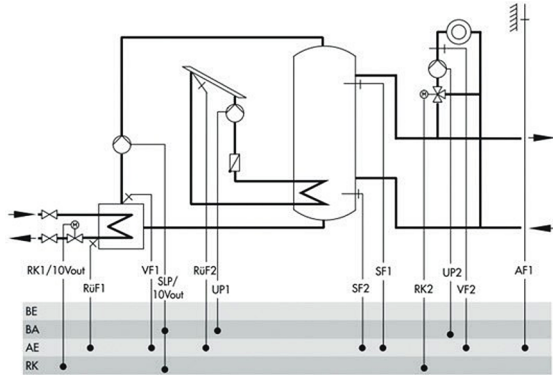 M
M
RK1/10Vout
RüF1
VF1
SLP/
10Vout
RüF2
UP1
SF2
SF1
RK2
UP2
VF2
AF1
BE
BA
AE
RK